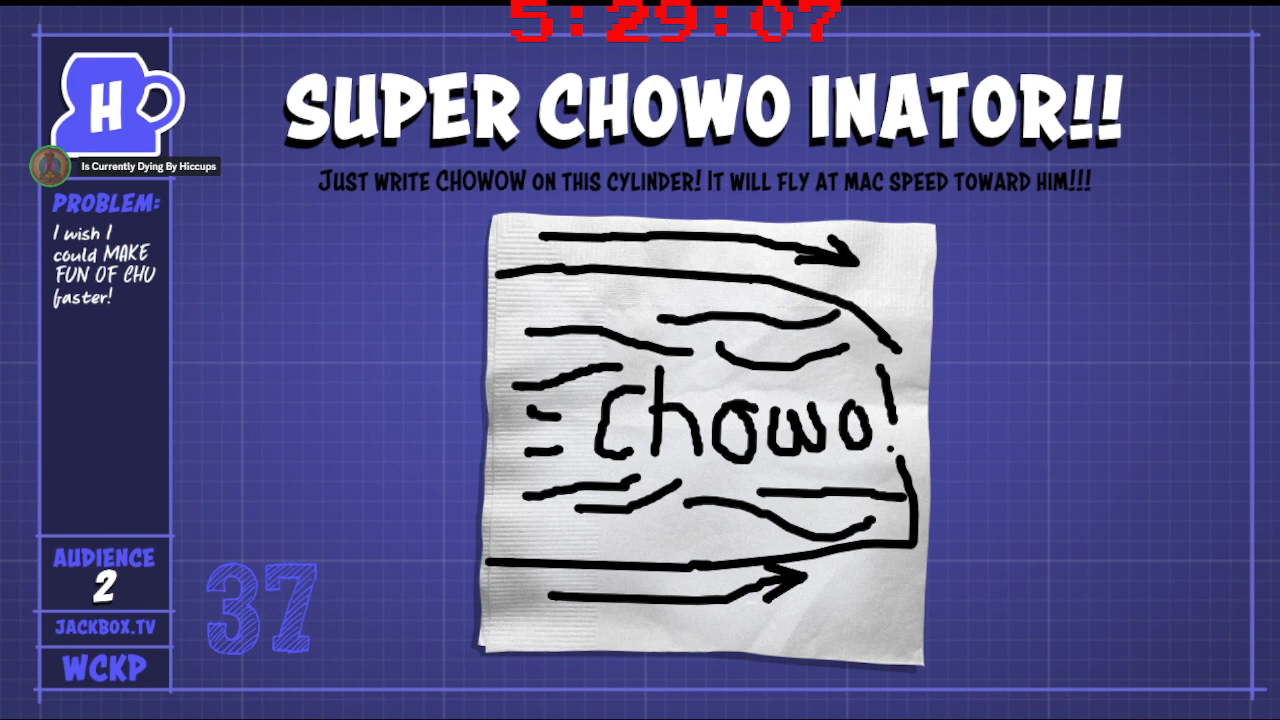 5:29:07
H
SUPER CHOWO INATOR!!
Is Currently Dying By Hiccups
JUST WRITE CHOWOW ON THIS CYLINDER! IT WILL FLY AT MAC SPEED TOWARD HIM!!!
PROBLEM:
I wish I
could MAKE
FUN OF CHU
faster!
Chowo!
AUDIENCE
2
JACKBOX.TV
WCKP
37